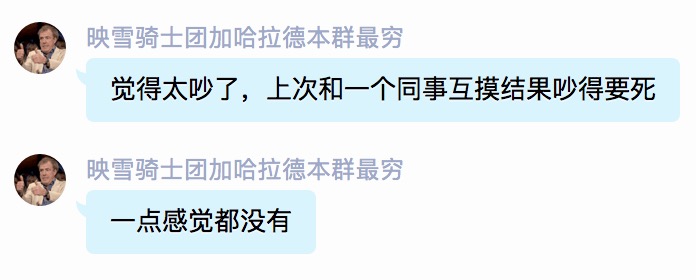 映雪骑士团加哈拉德本群最穷
觉得太吵了，上次和一个同事互摸结果吵得要死
映雪骑士团加哈拉德本群最穷
一点感觉都没有